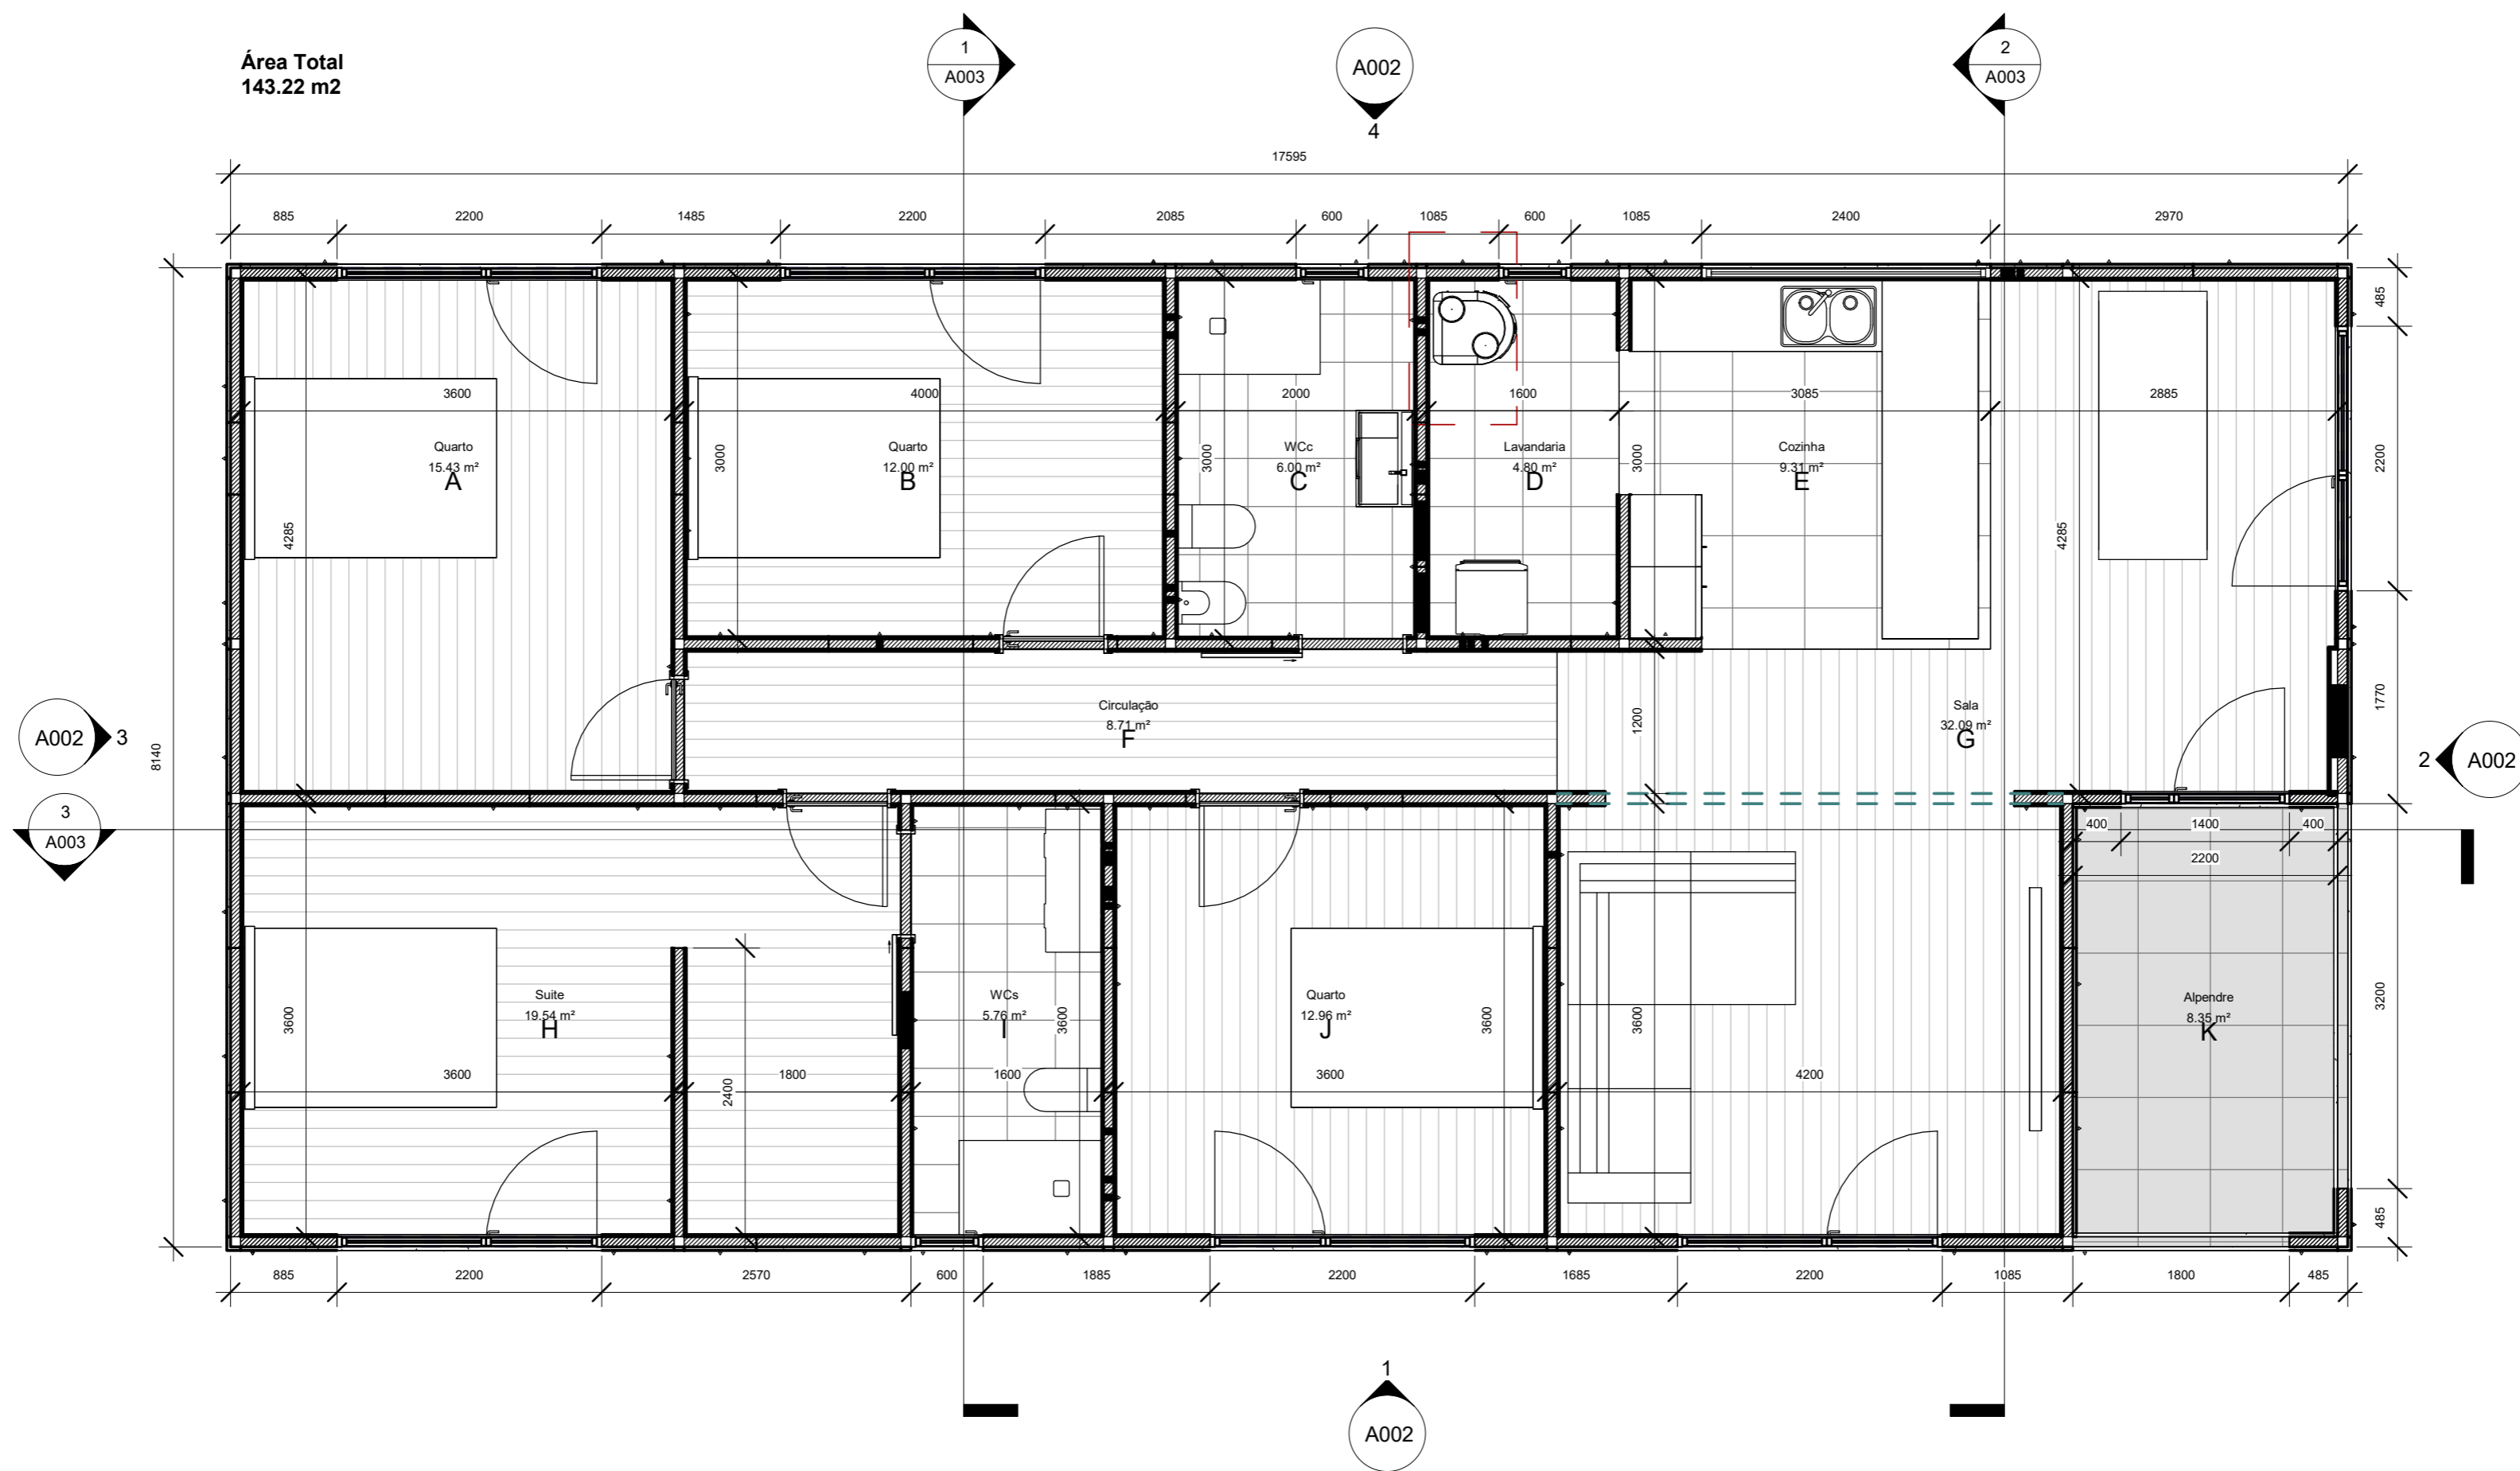 Área Total
143.22 m2
1
A003
A002
4
2
A003
17595
885
2200
1485
2200
2085
600
1085
600
1085
2400
2970
485
2200
1770
3200
485
8140
3600
4000
2000
1600
3085
2885
Quarto
15.43 m²
A
4285
Quarto
12.00 m²
B
3000
WCc
6.00 m²
C
3000
Lavandaria
4.80 m²
D
Cozinha
9.31 m²
E
3000
4285
Circulação
8.71 m²
F
1200
Sala
32.09 m²
G
A002
3
3
A003
2
A002
400
1400
400
2200
Suite
19.54 m²
H
3600
3600
2400
1800
WCs
5.76 m²
I
3600
1600
Quarto
12.96 m²
J
3600
3600
3600
4200
Alpendre
8.35 m²
K
885
2200
2570
600
1885
2200
1685
2200
1085
1800
485
1
A002